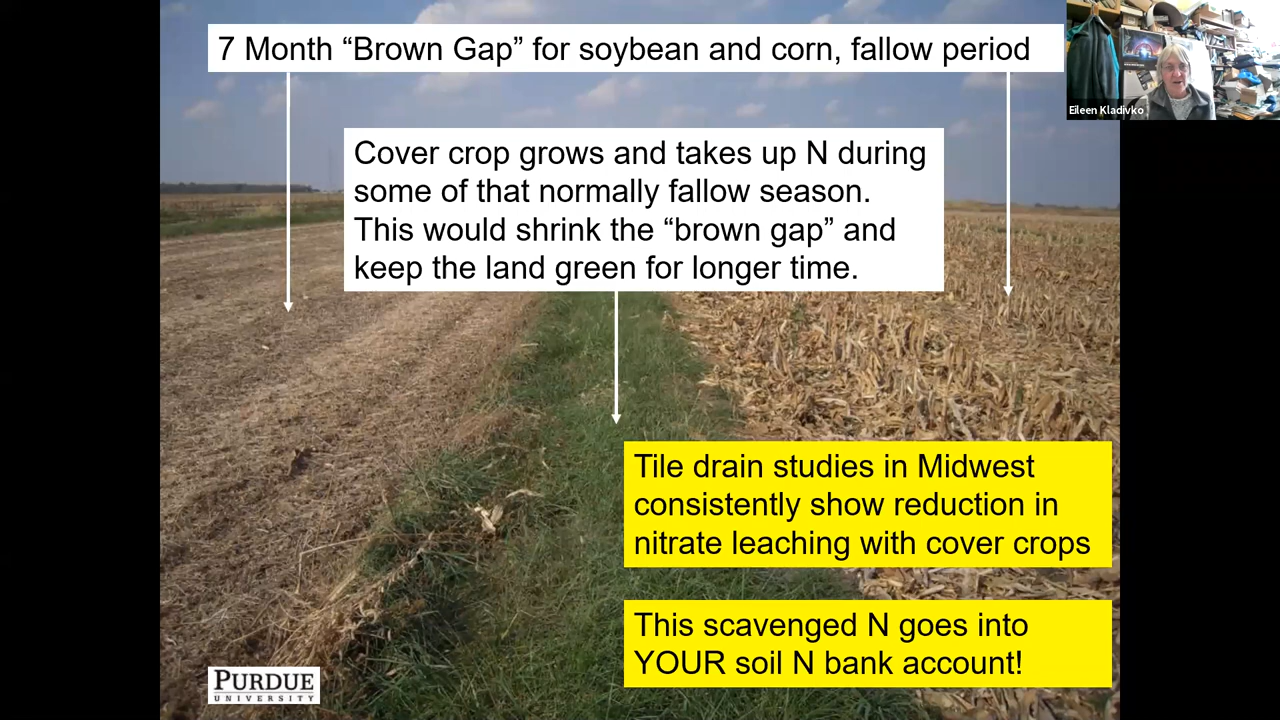 7 Month “Brown Gap” for soybean and corn, fallow period
Eileen Kladivko
Cover crop grows and takes up N during
some of that normally fallow season.
This would shrink the “brown gap” and
keep the land green for longer time.
Tile drain studies in Midwest
consistently show reduction in
nitrate leaching with cover crops
This scavenged N goes into
YOUR soil N bank account!
PURDUE
UNIVERSITY